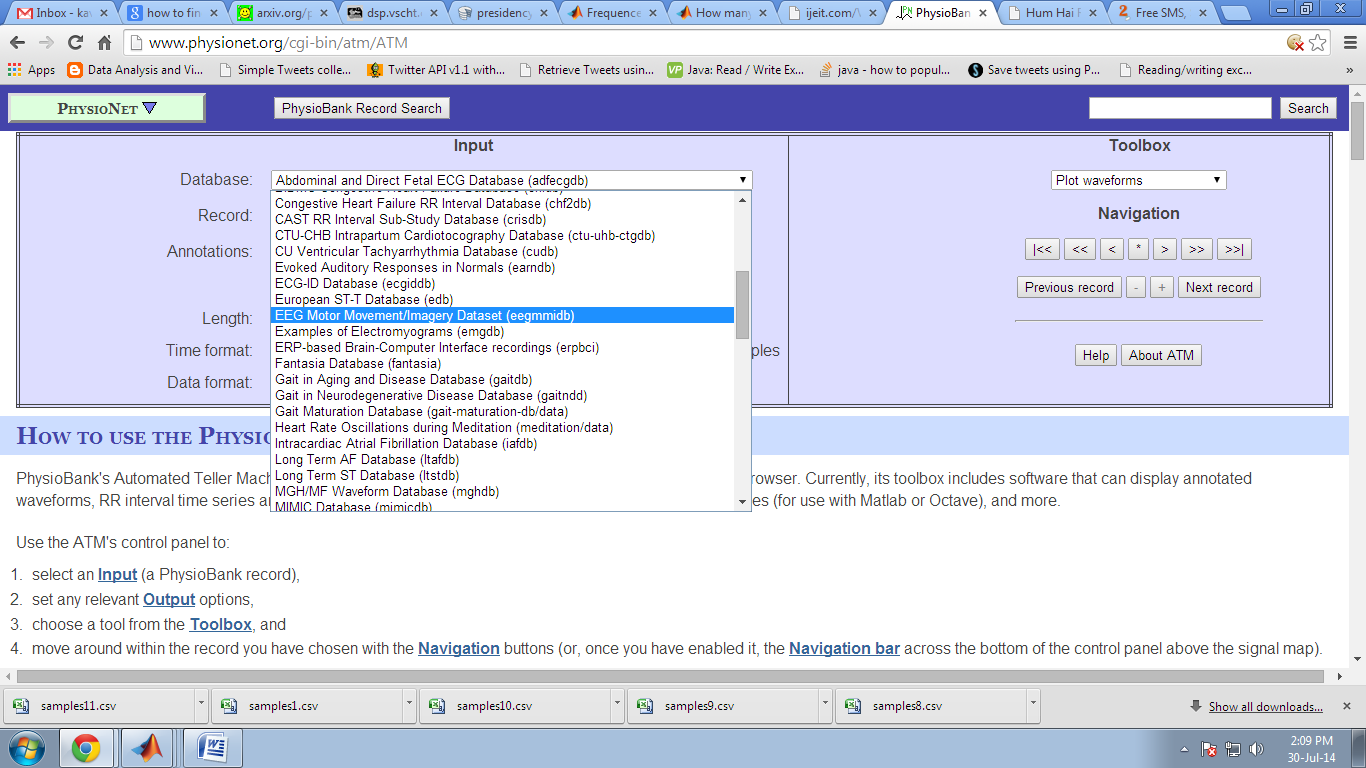 Inbox - kav
how to fin
arxiv.org/p
dsp.vscht.
presidency
Frequence
How many
ijeit.com/V
PhysioBan
Hum Hai F
Free SMS,
www.physionet.org/cgi-bin/atm/ATM
Apps
Data Analysis and Vi...
Simple Tweets colle...
Twitter API v1.1 with...
Retrieve Tweets usin...
Java: Read / Write Ex...
java - how to popul...
Save tweets using P...
Reading/writing exc...
»
PhysioNet
PhysioBank Record Search
Search
Input
Toolbox
Database:
Abdominal and Direct Fetal ECG Database (adfecgdb)
Plot waveforms
Congestive Heart Failure RR Interval Database (chf2db)
Record:
CAST RR Interval Sub-Study Database (crisdb)
Navigation
CTU-CHB Intrapartum Cardiotocography Database (ctu-uhb-ctgdb)
Annotations:
CU Ventricular Tachyarrhythmia Database (cudb)
|<< << < * > >> >>|
Evoked Auditory Responses in Normals (earndb)
ECG-ID Database (ecgiddb)
Previous record - + Next record
European ST-T Database (edb)
Length:
EEG Motor Movement/Imagery Dataset (eegmmidb)
Examples of Electromyograms (emgdb)
Time format:
ERP-based Brain-Computer Interface recordings (erpbci)
ples
Help
About ATM
Fantasia Database (fantasia)
Data format:
Gait in Aging and Disease Database (gaitdb)
Gait in Neurodegenerative Disease Database (gaitndd)
Gait Maturation Database (gait-maturation-db/data)
Heart Rate Oscillations during Meditation (meditation/data)
Intracardiac Atrial Fibrillation Database (iafdb)
Long Term AF Database (ltafdb)
Long Term ST Database (ltstdb)
MGH/MF Waveform Database (mghdb)
MIMIC Database (mimicdb)
How to use the Physio
PhysioBank's Automated Teller Mach rowser. Currently, its toolbox includes software that can display annotated
waveforms, RR interval time series a es (for use with Matlab or Octave), and more.
Use the ATM's control panel to:
1. select an Input (a PhysioBank record),
2. set any relevant Output options,
3. choose a tool from the Toolbox, and
4. move around within the record you have chosen with the Navigation buttons (or, once you have enabled it, the Navigation bar across the bottom of the control panel above the signal map).
samples11.csv
samples1.csv
samples10.csv
samples9.csv
samples8.csv
Show all downloads...
2:09 PM
30-Jul-14